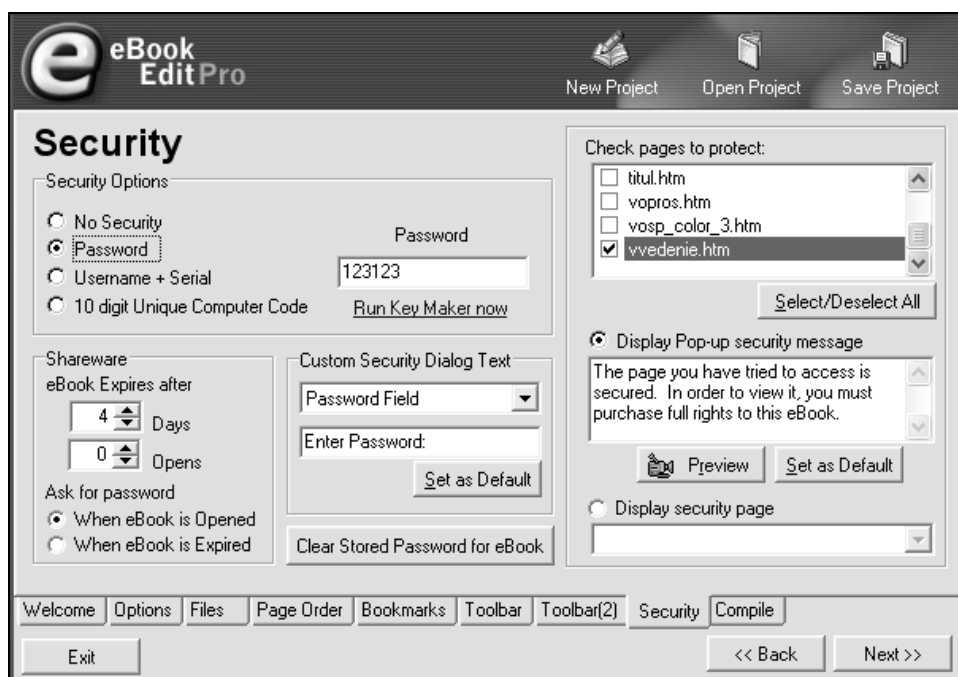 eBook
Edit Pro
New Project
Open Project
Save Project
Security
Security Options
No Security
Password
Username + Serial
10 digit Unique Computer Code
Password
123123
Run Key Maker now
Shareware
eBook Expires after
4 Days
0 Opens
Ask for password
When eBook is Opened
When eBook is Expired
Custom Security Dialog Text
Password Field
Enter Password:
Set as Default
Clear Stored Password for eBook
Check pages to protect:
titul.htm
vopros.htm
vosp_color_3.htm
vvedenie.htm
Select/Deselect All
Display Pop-up security message
The page you have tried to access is
secured. In order to view it, you must
purchase full rights to this eBook.
Preview
Set as Default
Display security page
Welcome
Options
Files
Page Order
Bookmarks
Toolbar
Toolbar(2)
Security
Compile
Exit
<< Back
Next >>